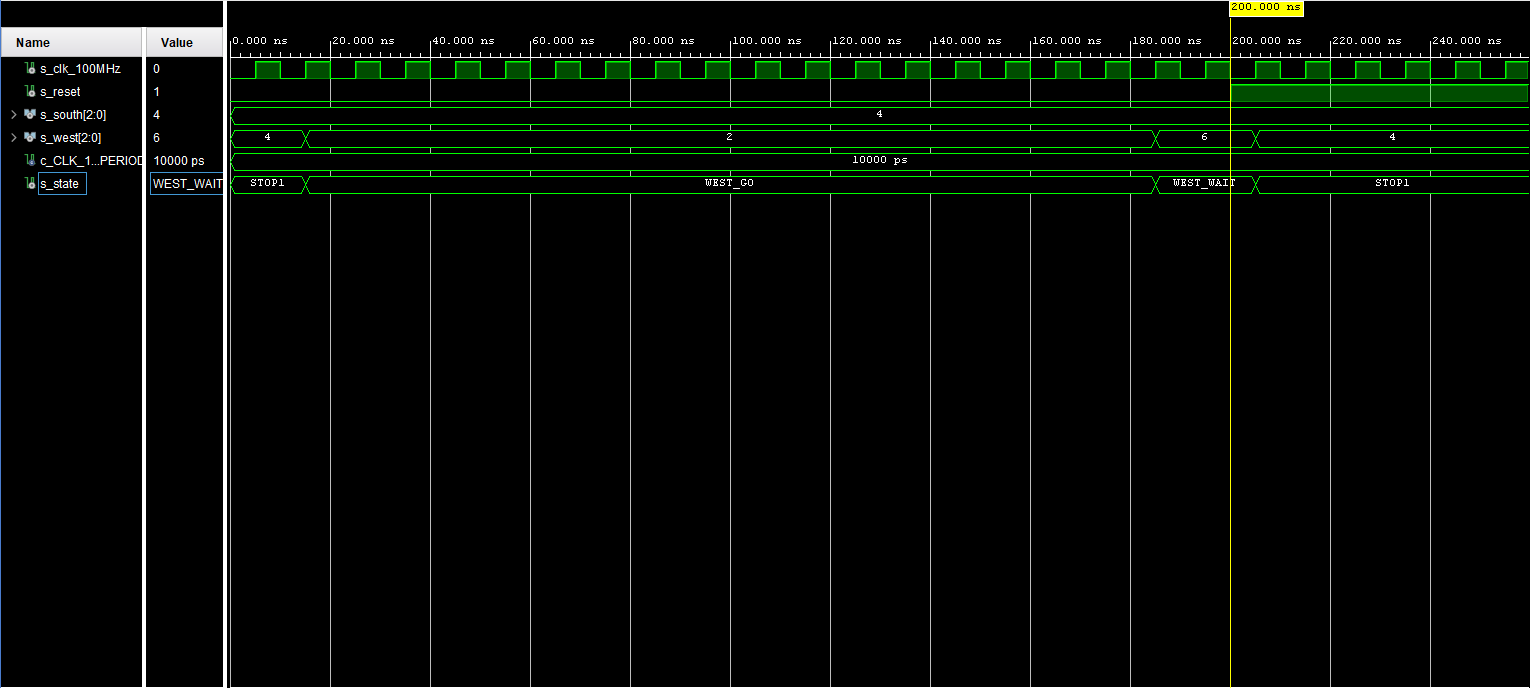 200.000 ns
Name Value
0.000 ns 20.000 ns 40.000 ns 60.000 ns 80.000 ns 100.000 ns 120.000 ns 140.000 ns 160.000 ns 180.000 ns 200.000 ns 220.000 ns 240.000 ns
s_clk_100MHz 0
s_reset 1
s_south[2:0] 4 4
s_west[2:0] 6 4 2 6 4
c_CLK_1...PERIOD 10000 ps 10000 ps
s_state WEST_WAIT STOP1 WEST_GO WEST_WAIT STOP1